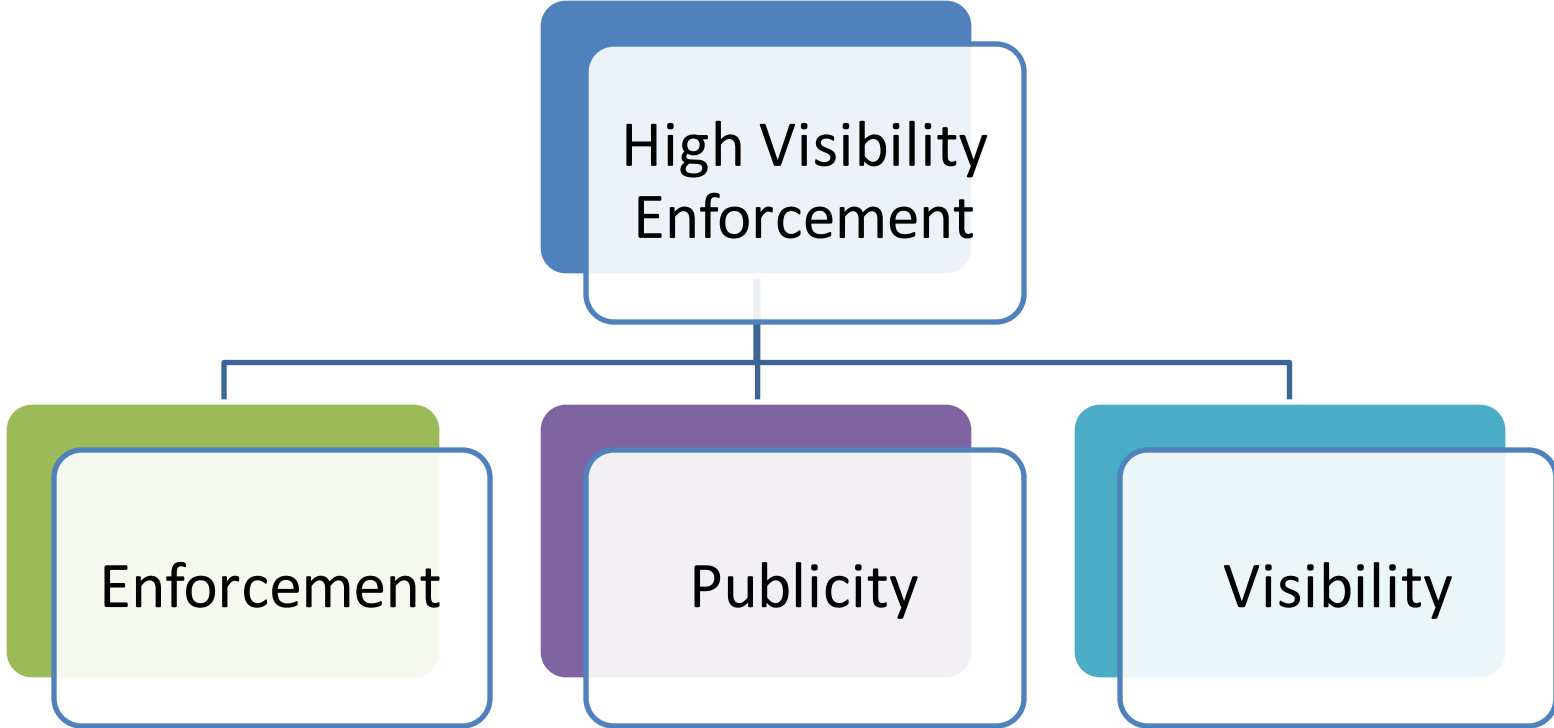 High Visibility
Enforcement
Enforcement
Publicity
Visibility